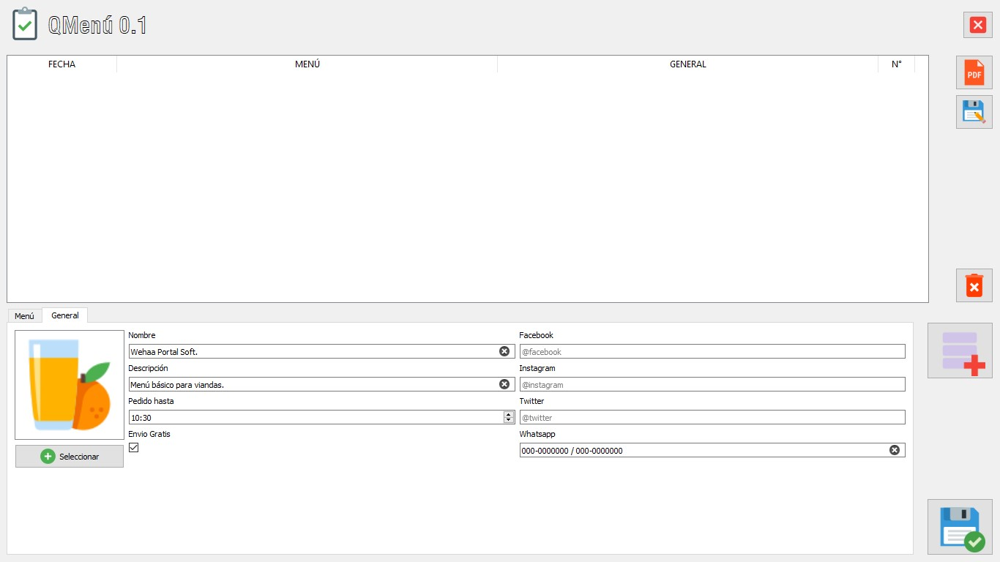 QMenú 0.1
FECHA MENÚ GENERAL N°
PDF
Menú General
Nombre
Wehaa Portal Soft.
Descripción
Menú básico para viandas.
Pedido hasta
10:30
Envio Gratis
Seleccionar
Facebook
@facebook
Instagram
@instagram
Twitter
@twitter
Whatsapp
000-0000000 / 000-0000000